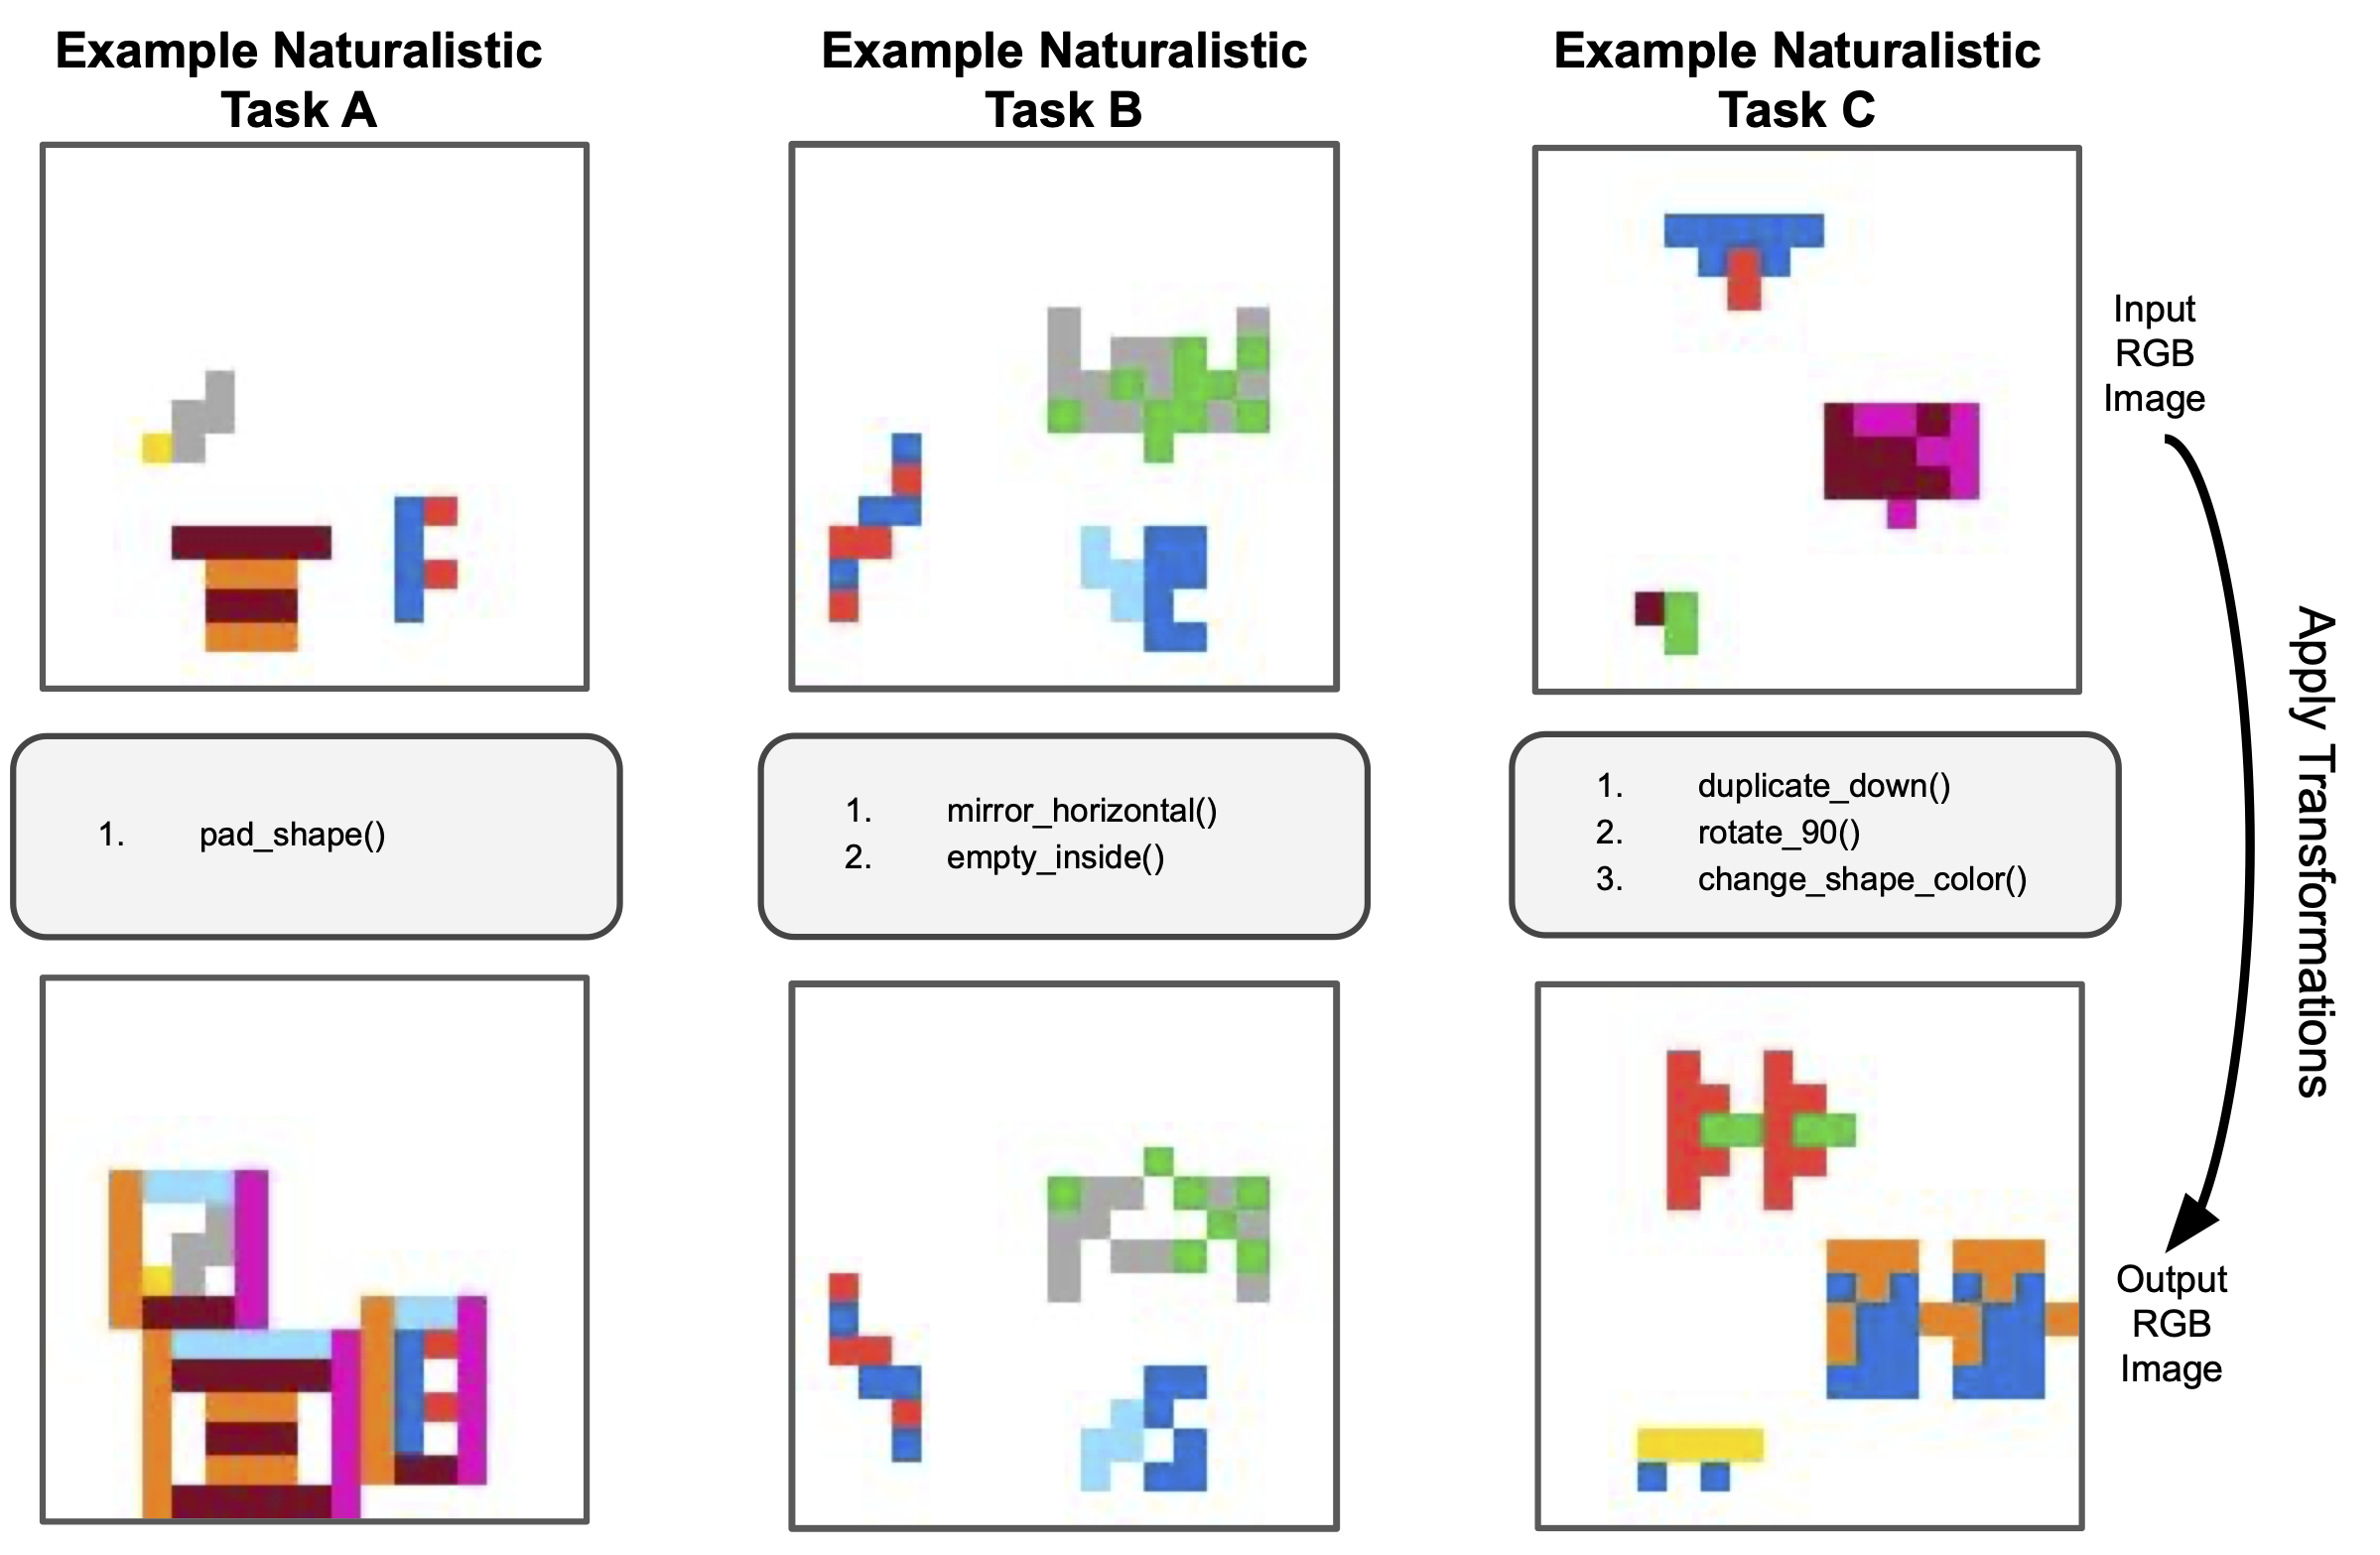 Example Naturalistic
Task A
Example Naturalistic
Task B
Example Naturalistic
Task C
Input
RGB
Image
Apply Transformations
1. pad_shape()
1. mirror_horizontal()
2. empty_inside()
1. duplicate_down()
2. rotate_90()
3. change_shape_color()
Output
RGB
Image